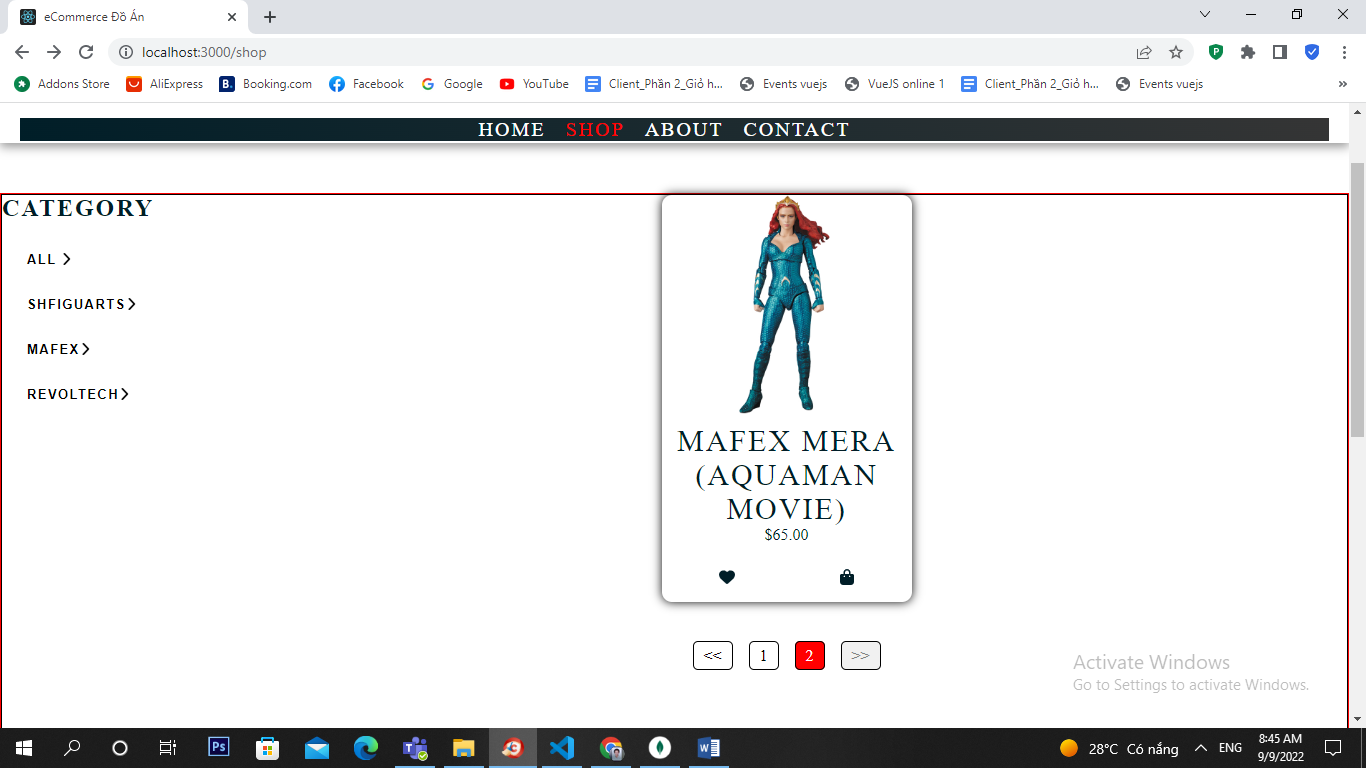 eCommerce Đồ Án
localhost:3000/shop
Addons Store AliExpress Booking.com Facebook Google YouTube Client_Phần 2_Giỏ h... Events vuejs VueJS online 1 Client_Phần 2_Giỏ h... Events vuejs »
HOME SHOP ABOUT CONTACT
CATEGORY
ALL
SHFIGUARTS
MAFEX
REVOLTECH
MAFEX MERA
(AQUAMAN
MOVIE)
$65.00
<< 1 2 >>
Activate Windows
Go to Settings to activate Windows.
28°C Có nắng ENG
8:45 AM
9/9/2022